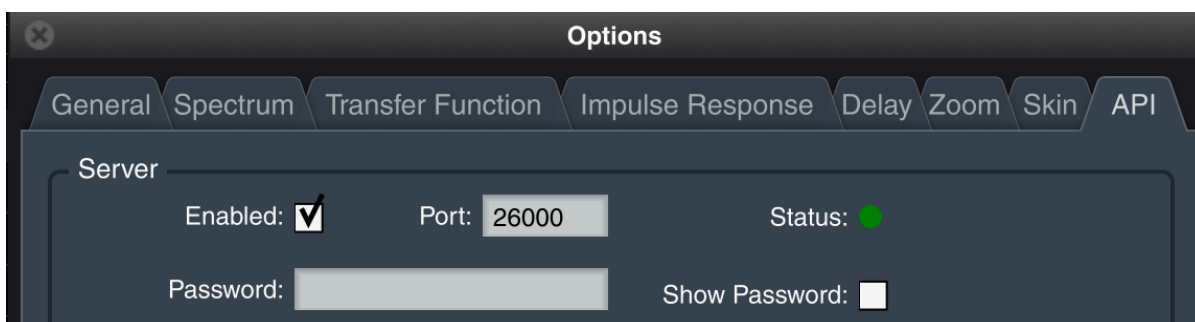 Options
General Spectrum Transfer Function Impulse Response Delay Zoom Skin API
Server
Enabled: Port: 26000 Status:
Password: Show Password: